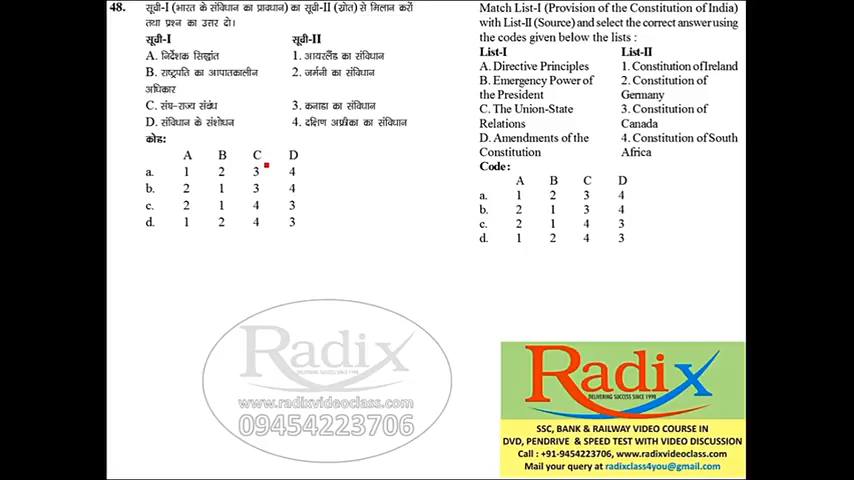 48. सूची-I (भारत के संविधान का प्रावधान) का सूची-II (स्रोत) से मिलान करों
तथा प्रश्न का उत्तर दो।
सूची-I सूची-II
A. निर्देशक सिद्धांत 1. आयरलैंड का संविधान
B. राष्ट्रपति का आपातकालीन 2. जर्मनी का संविधान
अधिकार
C. संघ-राज्य संबंध 3. कनाडा का संविधान
D. संविधान के संशोधन 4. दक्षिण अफ्रीका का संविधान
कोड:
A B C D
a. 1 2 3 4
b. 2 1 3 4
c. 2 1 4 3
d. 1 2 4 3
Match List-I (Provision of the Constitution of India)
with List-II (Source) and select the correct answer using
the codes given below the lists :
List-I List-II
A. Directive Principles 1. Constitution of Ireland
B. Emergency Power of 2. Constitution of
the President Germany
C. The Union-State 3. Constitution of
Relations Canada
D. Amendments of the 4. Constitution of South
Constitution Africa
Code:
A B C D
a. 1 2 3 4
b. 2 1 3 4
c. 2 1 4 3
d. 1 2 4 3
Radix
DELIVERING SUCCESS SINCE 1998
www.radixvideoclass.com
09454223706
Radix
DELIVERING SUCCESS SINCE 1998
SSC, BANK & RAILWAY VIDEO COURSE IN
DVD, PENDRIVE & SPEED TEST WITH VIDEO DISCUSSION
Call : +91-9454223706, www.radixvideoclass.com
Mail your query at radixclass4you@gmail.com